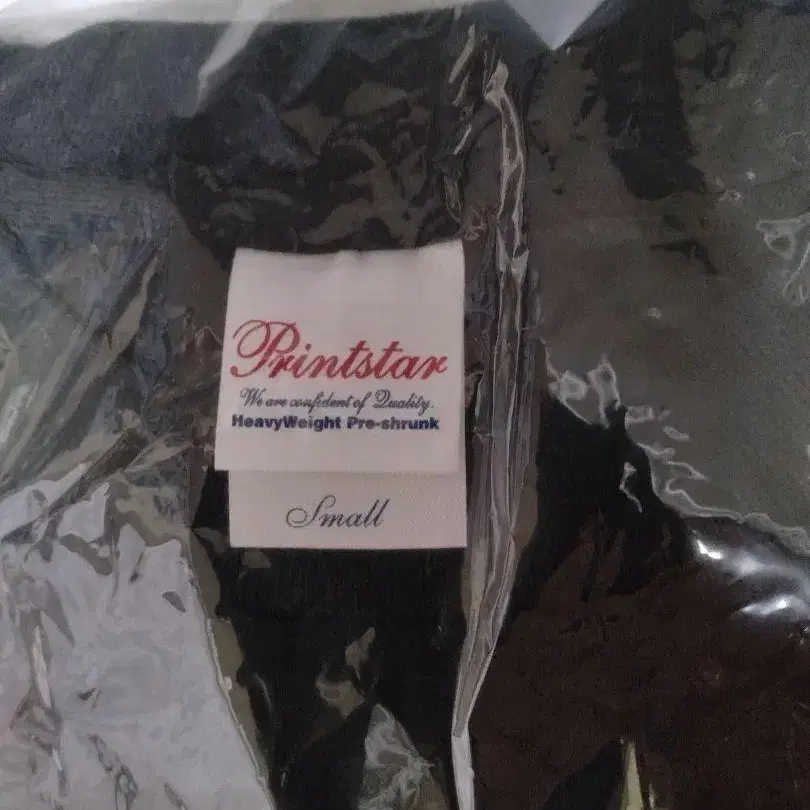 Printstar
We are confident of Quality.
HeavyWeight Pre-shrunk
Small